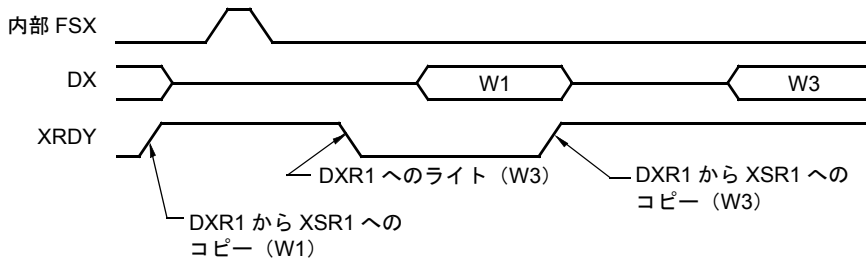 内部 FSX
DX
W1
W3
XRDY
DXR1 へのライト（W3）
DXR1 から XSR1 への
コピー（W3）
DXR1 から XSR1 への
コピー（W1）